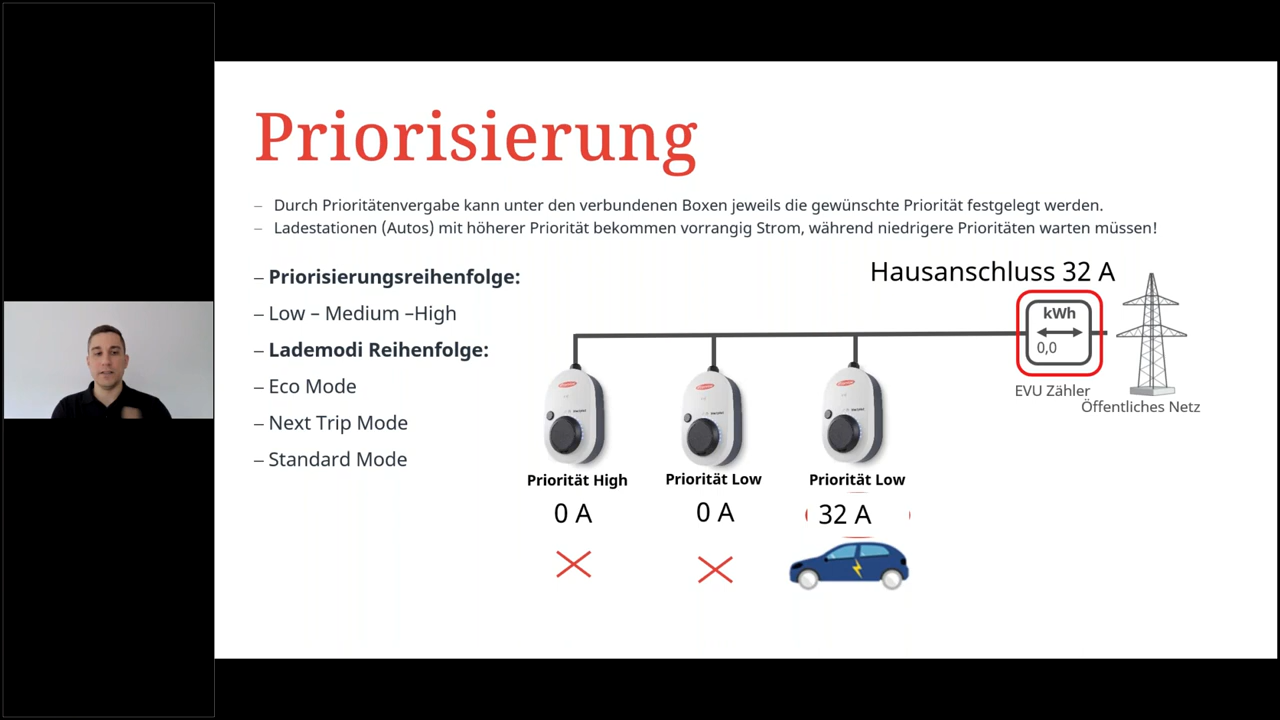 Priorisierung
– Durch Prioritätenvergabe kann unter den verbundenen Boxen jeweils die gewünschte Priorität festgelegt werden.
– Ladestationen (Autos) mit höherer Priorität bekommen vorrangig Strom, während niedrigere Prioritäten warten müssen!
– Priorisierungsreihenfolge:
– Low – Medium –High
– Lademodi Reihenfolge:
– Eco Mode
– Next Trip Mode
– Standard Mode
Hausanschluss 32 A
kWh
0,0
EVU Zähler
Öffentliches Netz
Priorität High
Priorität Low
Priorität Low
0 A
0 A
32 A